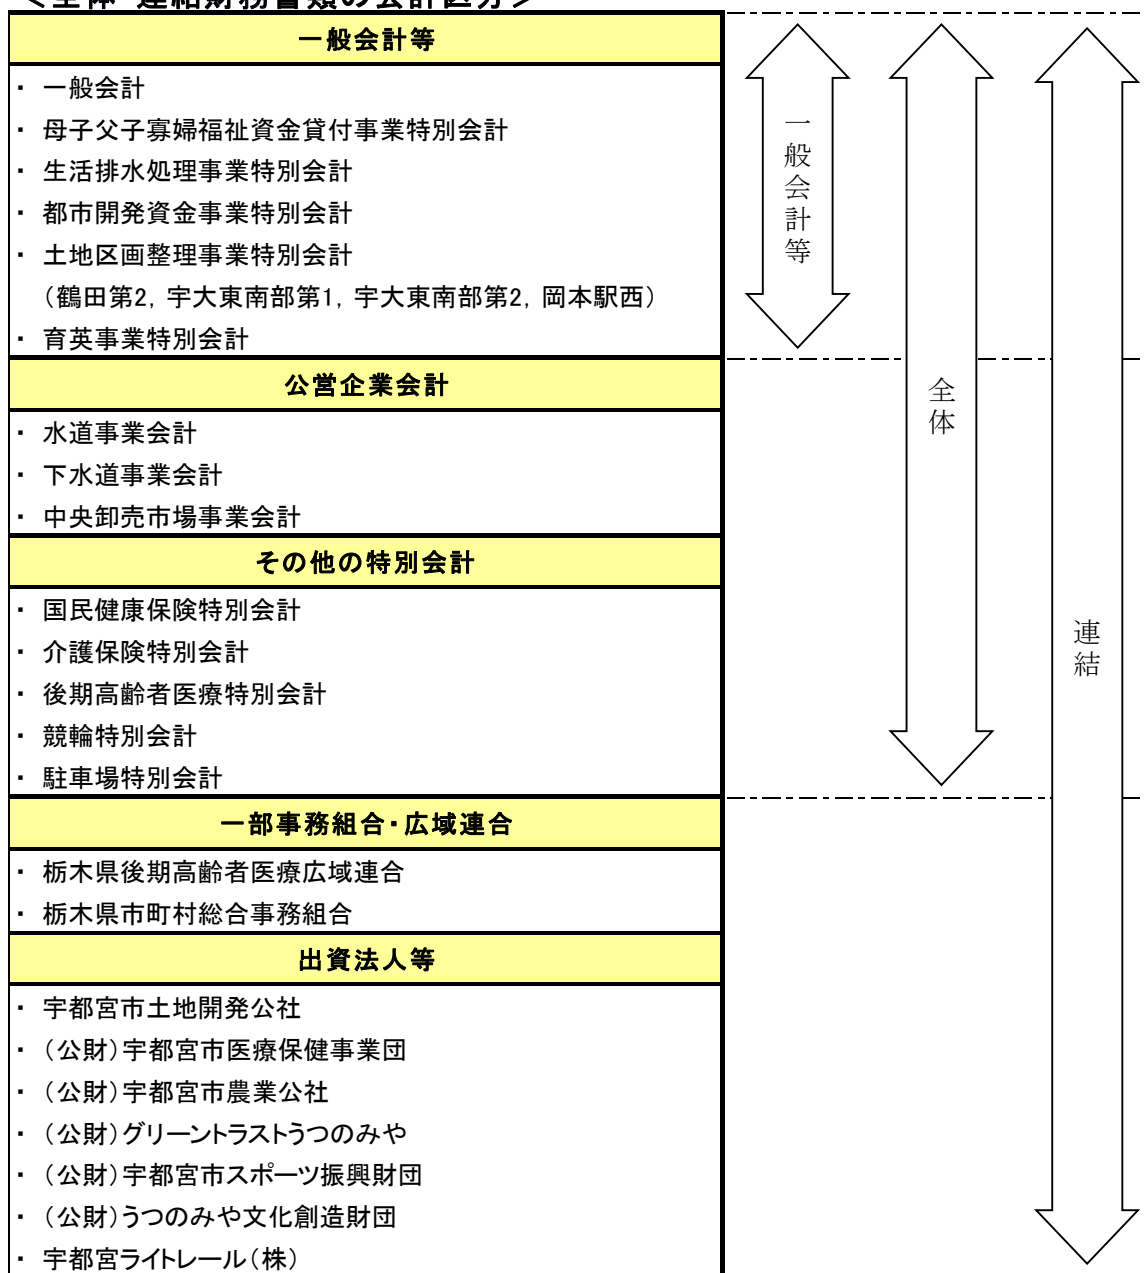 ＜全体・連結財務書類の会計区分＞
一般会計等
・ 一般会計
・ 母子父子寡婦福祉資金貸付事業特別会計
・ 生活排水処理事業特別会計
・ 都市開発資金事業特別会計
・ 土地区画整理事業特別会計
（鶴田第2，宇大東南部第1，宇大東南部第2，岡本駅西）
・ 育英事業特別会計
公営企業会計
・ 水道事業会計
・ 下水道事業会計
・ 中央卸売市場事業会計
その他の特別会計
・ 国民健康保険特別会計
・ 介護保険特別会計
・ 後期高齢者医療特別会計
・ 競輪特別会計
・ 駐車場特別会計
一部事務組合・広域連合
・ 栃木県後期高齢者医療広域連合
・ 栃木県市町村総合事務組合
出資法人等
・ 宇都宮市土地開発公社
・ （公財）宇都宮市医療保健事業団
・ （公財）宇都宮市農業公社
・ （公財）グリーントラストうつのみや
・ （公財）宇都宮市スポーツ振興財団
・ （公財）うつのみや文化創造財団
・ 宇都宮ライトレール（株）
一般会計等
全体
連結